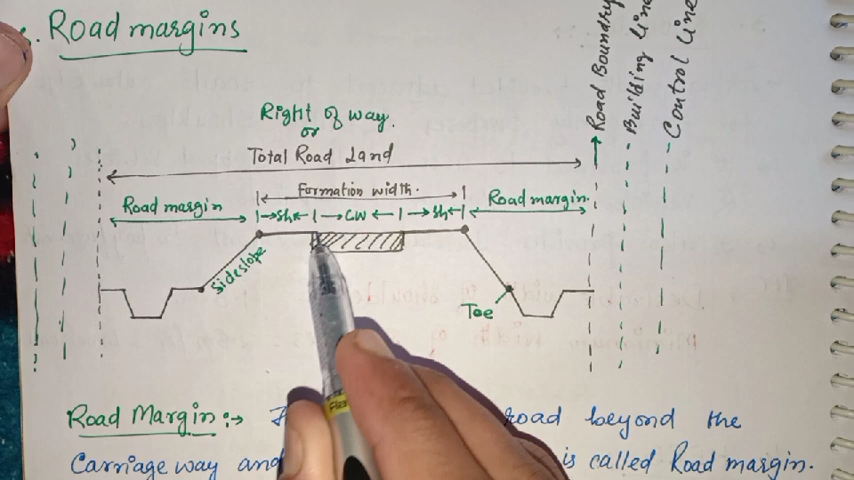 Road margins
Right of way.
or
Total Road Land
Formation width.
Road margin
Sh
CW
Sh
Road margin.
Sideslope
Toe
Road Boundry
Building line
Control Line
Road Margin :→ road beyond the
Carriage way and is called Road margin.